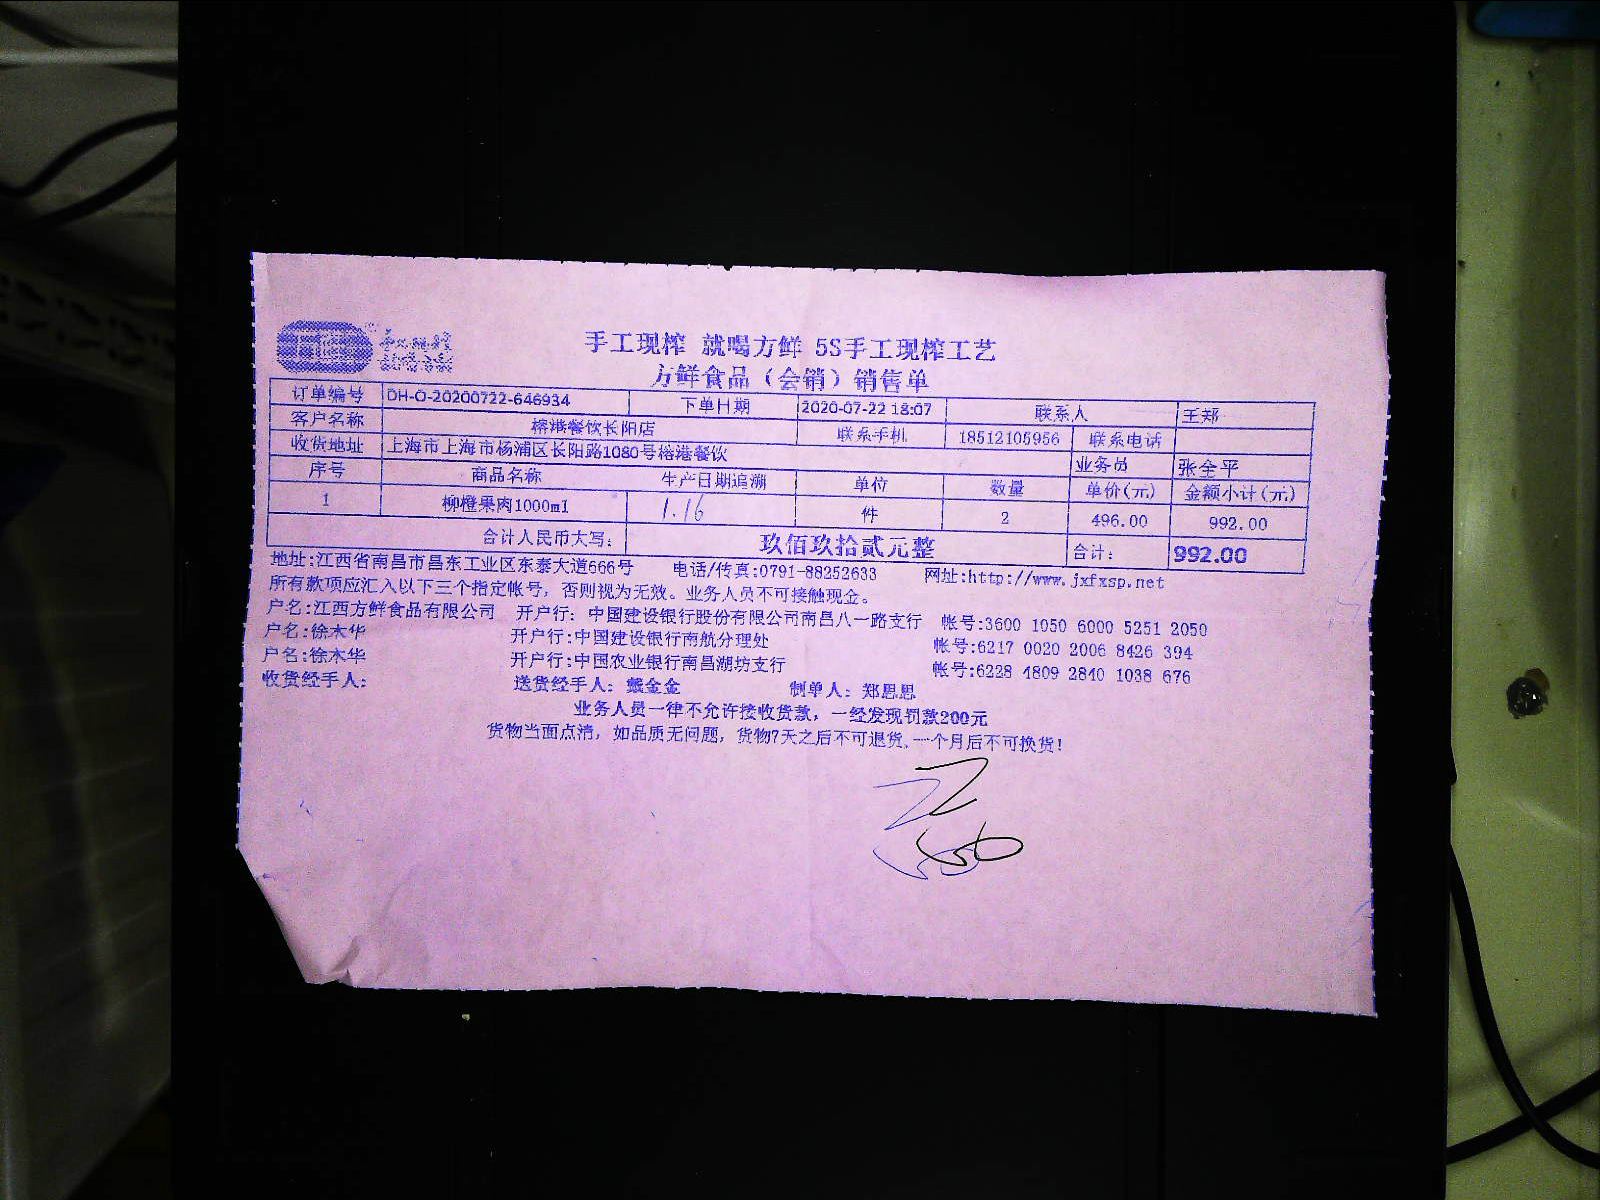 手工现榨 就喝方鲜 5S手工现榨工艺
方鲜食品（会销）销售单
订单编号 DH-O-20200722-646934 下单日期 2020-07-22 18:07 联系人 王郑
客户名称 榕港餐饮长阳店 联系手机 18512105956 联系电话
收货地址 上海市上海市杨浦区长阳路1080号榕港餐饮 业务员 张全平
序号 商品名称 生产日期追溯 单位 数量 单价(元) 金额小计(元)
1 柳橙果肉1000ml 1.16 件 2 496.00 992.00
合计人民币大写: 玖佰玖拾贰元整 合计: 992.00
地址:江西省南昌市昌东工业区东泰大道666号 电话/传真:0791-88252633 网址:http://www.jxfxsp.net
所有款项应汇入以下三个指定帐号，否则视为无效。业务人员不可接触现金。
户名:江西方鲜食品有限公司 开户行: 中国建设银行股份有限公司南昌八一路支行 帐号:3600 1050 6000 5251 2050
户名:徐木华 开户行:中国建设银行南航分理处 帐号:6217 0020 2006 8426 394
户名:徐木华 开户行:中国农业银行南昌湖坊支行 帐号:6228 4809 2840 1038 676
收货经手人: 送货经手人: 戴金金 制单人: 郑思思
业务人员一律不允许接收货款，一经发现罚款200元
货物当面点清，如品质无问题，货物7天之后不可退货、一个月后不可换货!